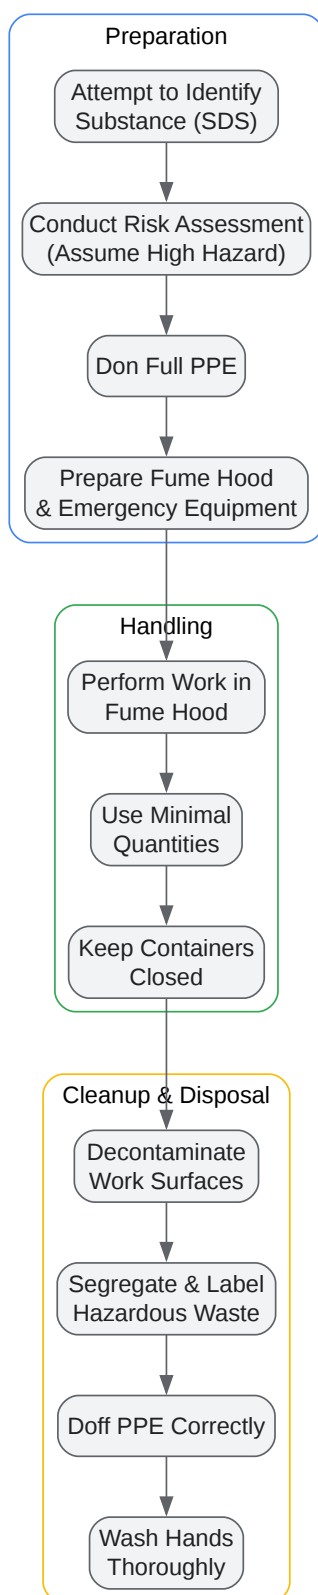 Preparation
Attempt to Identify
Substance (SDS)
Conduct Risk Assessment
(Assume High Hazard)
Don Full PPE
Prepare Fume Hood
& Emergency Equipment
Handling
Perform Work in
Fume Hood
Use Minimal
Quantities
Keep Containers
Closed
Cleanup & Disposal
Decontaminate
Work Surfaces
Segregate & Label
Hazardous Waste
Doff PPE Correctly
Wash Hands
Thoroughly